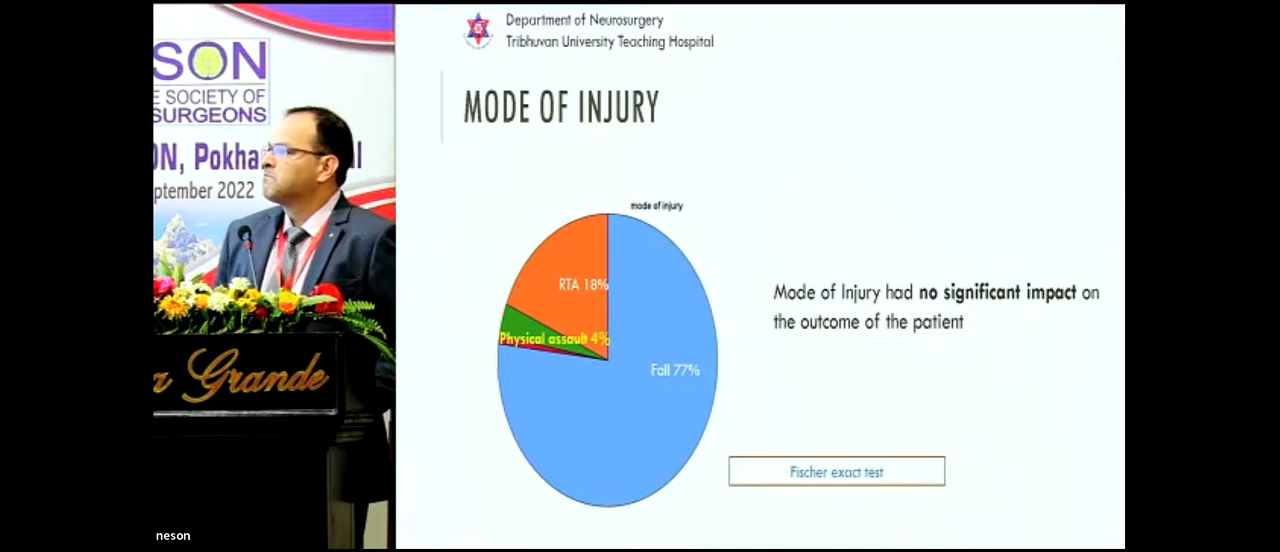 SON
E SOCIETY OF
SURGEONS
ON, Pokha
ptember 2022
a Grande
neson
Department of Neurosurgery
Tribhuvan University Teaching Hospital
MODE OF INJURY
mode of injury
RTA 18%
Physical assault 4%
Fall 77%
Mode of Injury had no significant impact on
the outcome of the patient
Fischer exact test